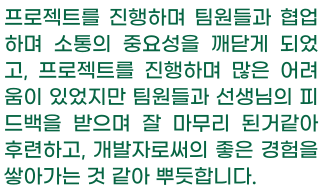 프로젝트를 진행하며 팀원들과 협업
하며 소통의 중요성을 깨닫게 되었
고, 프로젝트를 진행하며 많은 어려
움이 있었지만 팀원들과 선생님의 피
드백을 받으며 잘 마무리 된거같아
후련하고, 개발자로써의 좋은 경험을
쌓아가는 것 같아 뿌듯합니다.